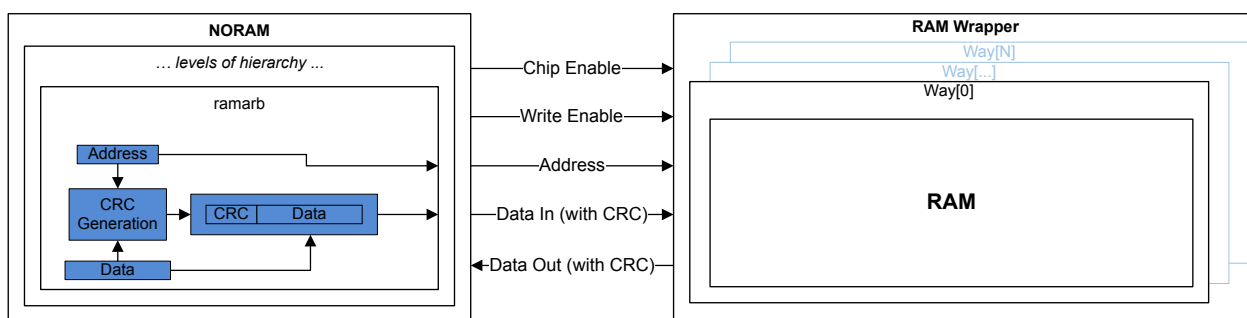 NORAM
… levels of hierarchy ...
ramarb
Address
CRC
Generation
CRC
Data
Data
Chip Enable
Write Enable
Address
Data In (with CRC)
Data Out (with CRC)
RAM Wrapper
Way[N]
Way[...]
Way[0]
RAM